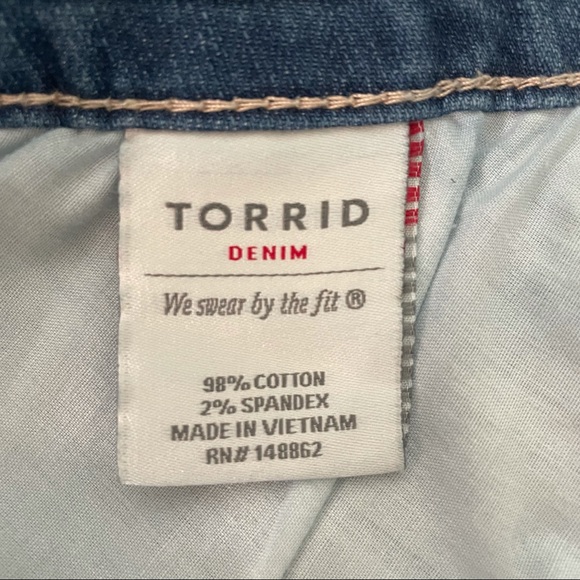 TORRID
DENIM
We swear by the fit ®
98% COTTON
2% SPANDEX
MADE IN VIETNAM
RN# 148862